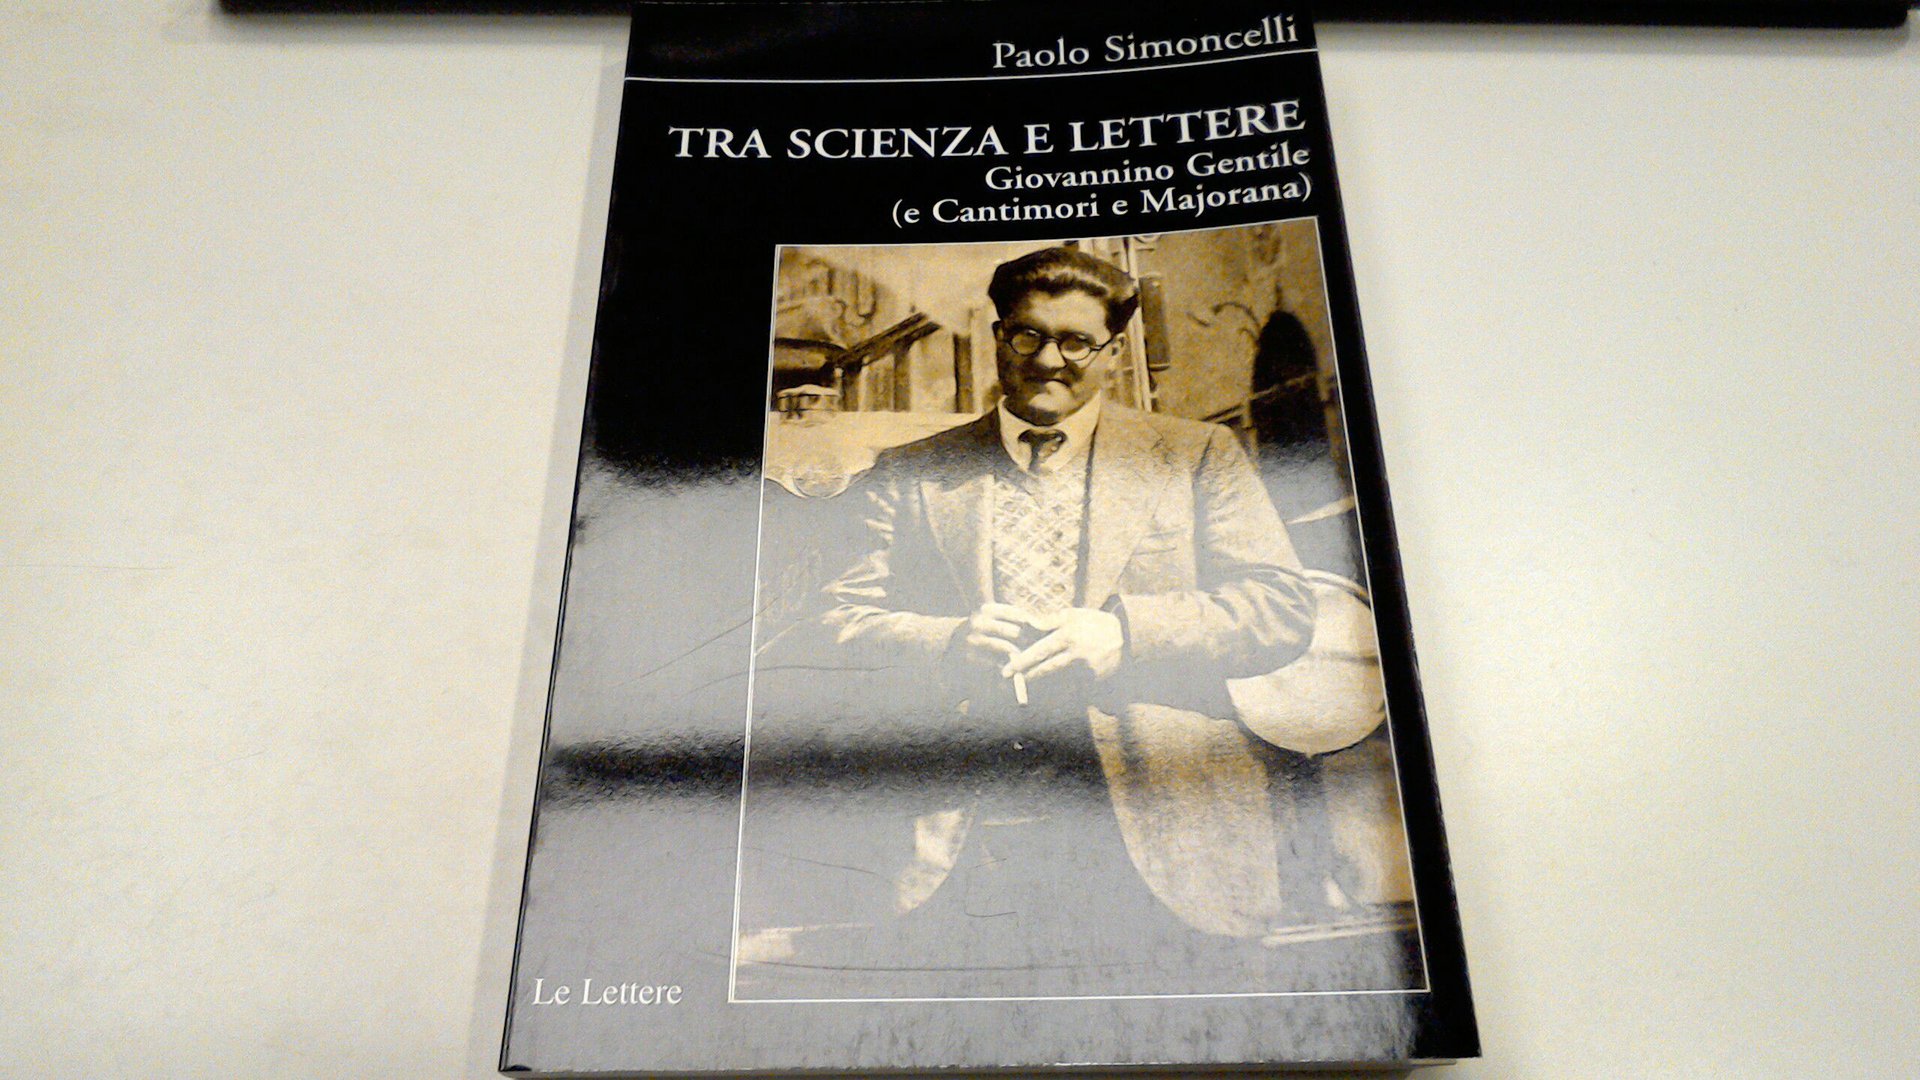 Paolo Simoncelli
TRA SCIENZA E LETTERE
Giovannino Gentile
(e Cantimori e Majorana)
Le Lettere